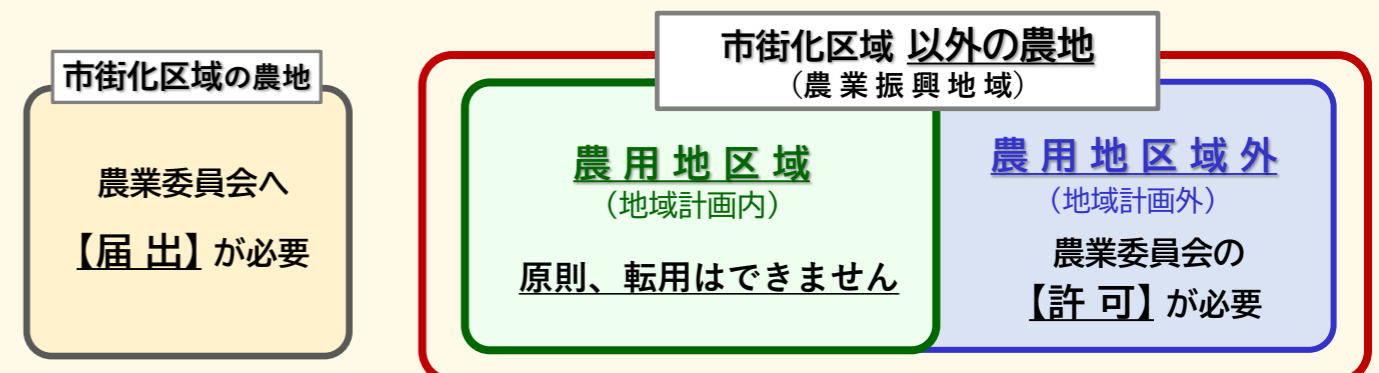 市街化区域の農地
農業委員会へ
【届 出】が必要
市街化区域 以外の農地
（農業振興地域）
農用地区域
（地域計画内）
原則、転用はできません
農用地区域外
（地域計画外）
農業委員会の
【許 可】が必要